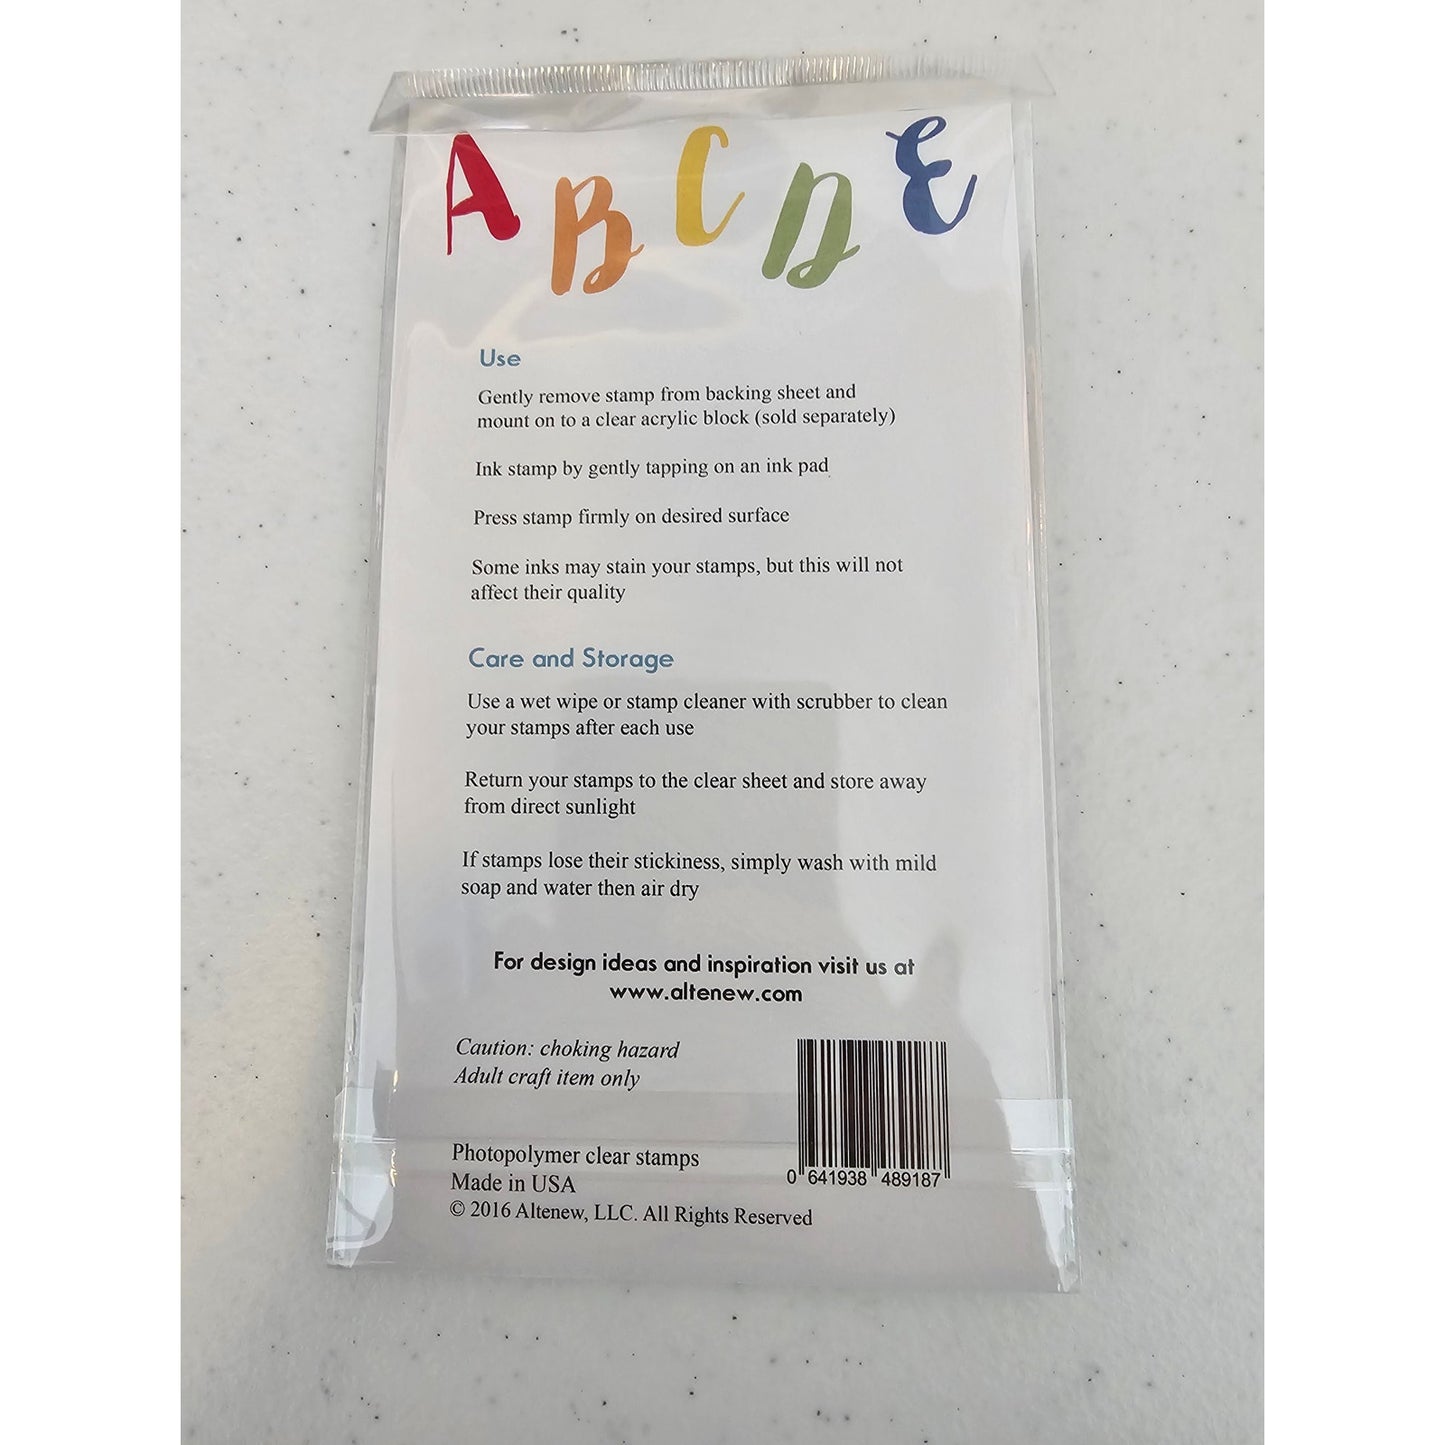 A B C D E
Use
Gently remove stamp from backing sheet and
mount on to a clear acrylic block (sold separately)
Ink stamp by gently tapping on an ink pad
Press stamp firmly on desired surface
Some inks may stain your stamps, but this will not
affect their quality
Care and Storage
Use a wet wipe or stamp cleaner with scrubber to clean
your stamps after each use
Return your stamps to the clear sheet and store away
from direct sunlight
If stamps lose their stickiness, simply wash with mild
soap and water then air dry
For design ideas and inspiration visit us at
www.altenew.com
Caution: choking hazard
Adult craft item only
Photopolymer clear stamps
Made in USA
© 2016 Altenew, LLC. All Rights Reserved
0 641938 489187